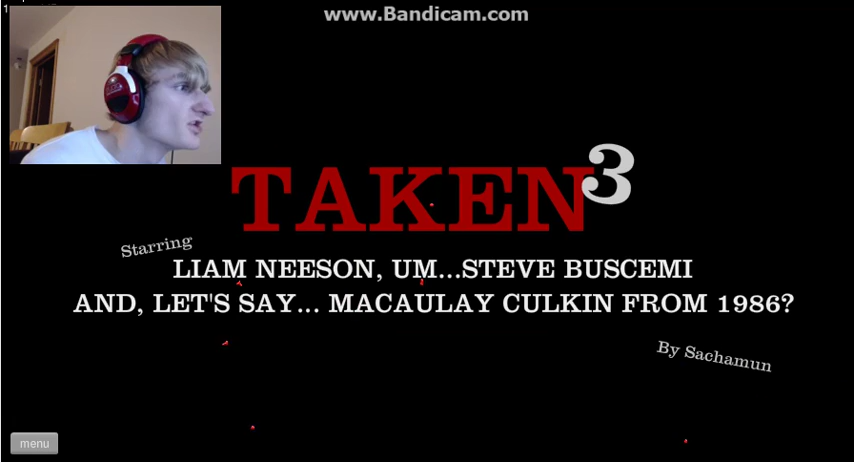 www.Bandicam.com
TAKEN3
Starring
LIAM NEESON, UM...STEVE BUSCEMI
AND, LET'S SAY... MACAULAY CULKIN FROM 1986?
By Sachamun
menu